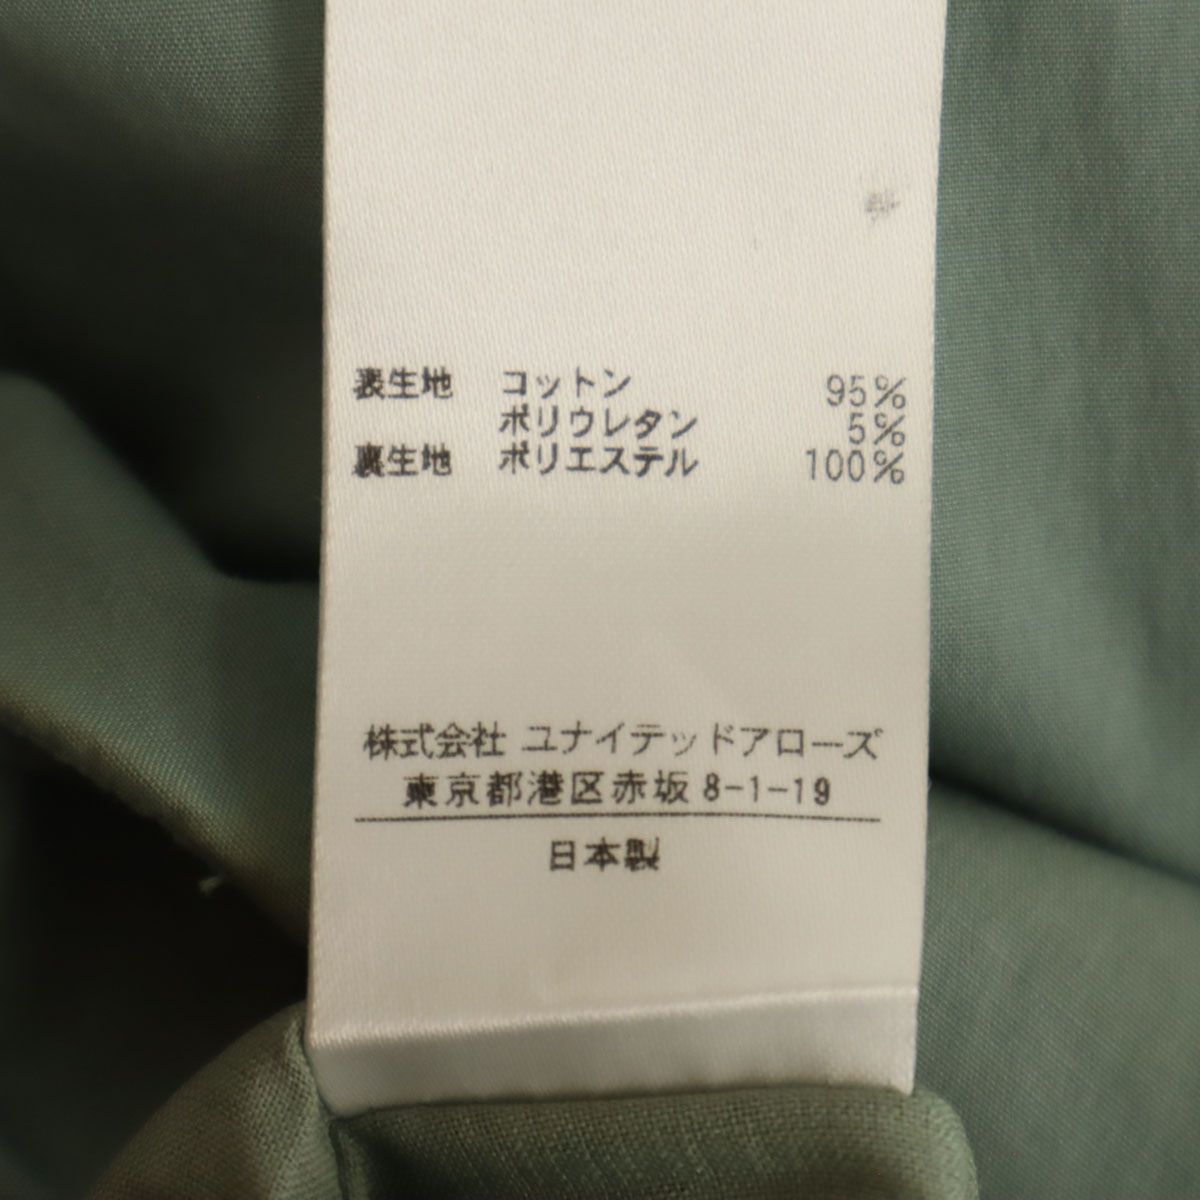 表生地 コットン 95%
ポリウレタン 5%
裏生地 ポリエステル 100%
株式会社 ユナイテッドアローズ
東京都港区赤坂8-1-19
日本製